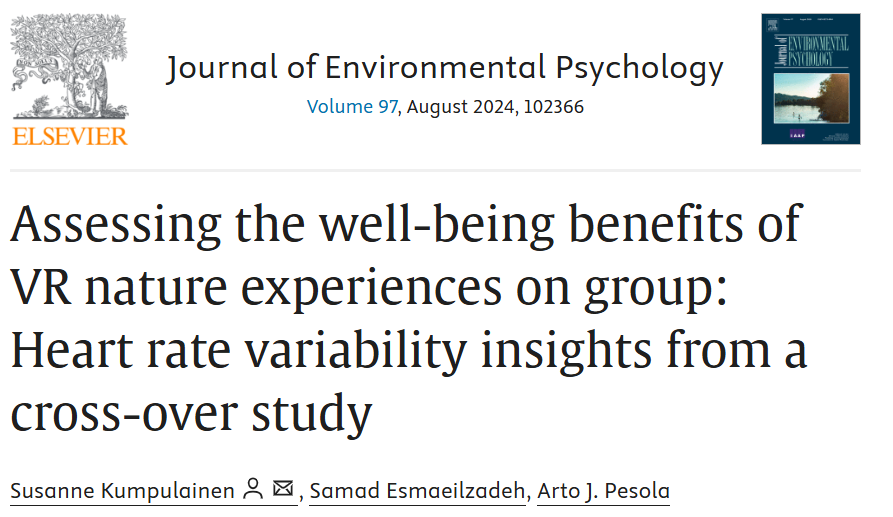 ELSEVIER
Journal of Environmental Psychology
Volume 97, August 2024, 102366
Journal of
ENVIRONMENTAL
PSYCHOLOGY
Assessing the well-being benefits of
VR nature experiences on group:
Heart rate variability insights from a
cross-over study
Susanne Kumpulainen , Samad Esmaeilzadeh, Arto J. Pesola